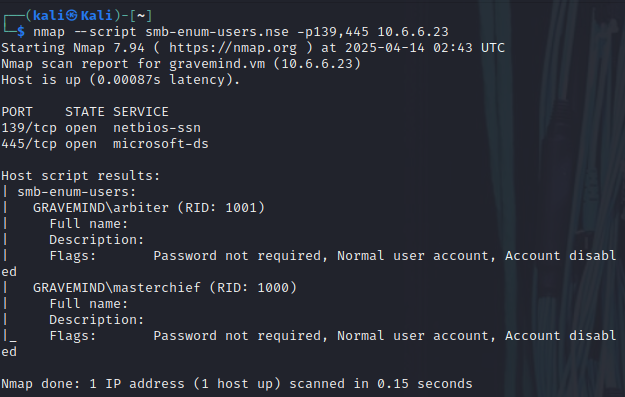 ┌──(kali㉿Kali)-[~]
└─$ nmap --script smb-enum-users.nse -p139,445 10.6.6.23
Starting Nmap 7.94 ( https://nmap.org ) at 2025-04-14 02:43 UTC
Nmap scan report for gravemind.vm (10.6.6.23)
Host is up (0.00087s latency).

PORT    STATE SERVICE
139/tcp open  netbios-ssn
445/tcp open  microsoft-ds

Host script results:
| smb-enum-users:
|   GRAVEMIND\arbiter (RID: 1001)
|     Full name:
|     Description:
|     Flags:       Password not required, Normal user account, Account disabl
ed
|   GRAVEMIND\masterchief (RID: 1000)
|     Full name:
|     Description:
|_    Flags:       Password not required, Normal user account, Account disabl
ed

Nmap done: 1 IP address (1 host up) scanned in 0.15 seconds